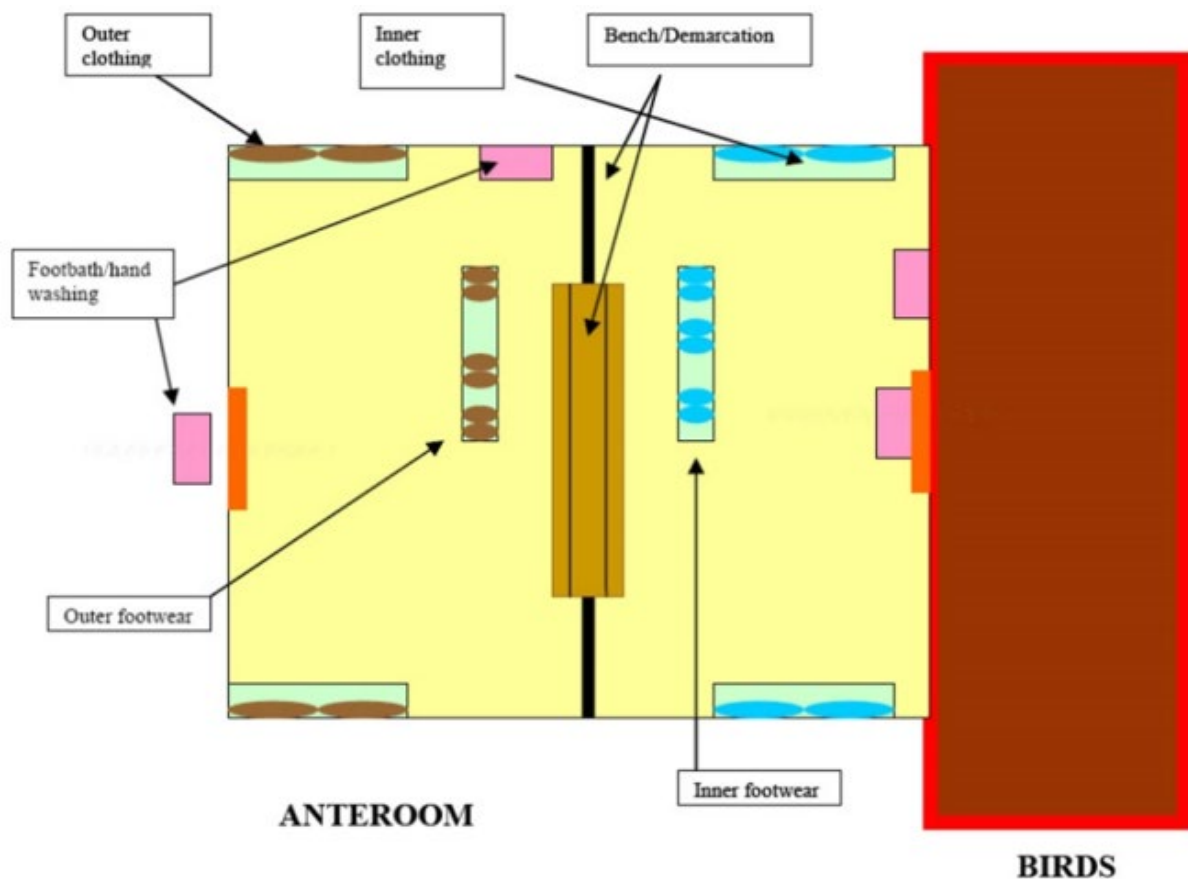 Outer
clothing
Inner
clothing
Bench/Demarcation
Footbath/hand
washing
Outer footwear
Inner footwear
ANTEROOM
BIRDS